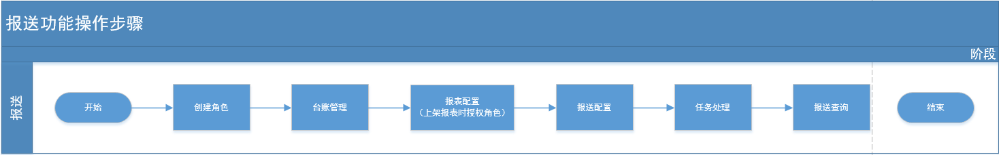 报送功能操作步骤
阶段
报送
开始
创建角色
台账管理
报表配置
（上架报表时授权角色）
报送配置
任务处理
报送查询
结束